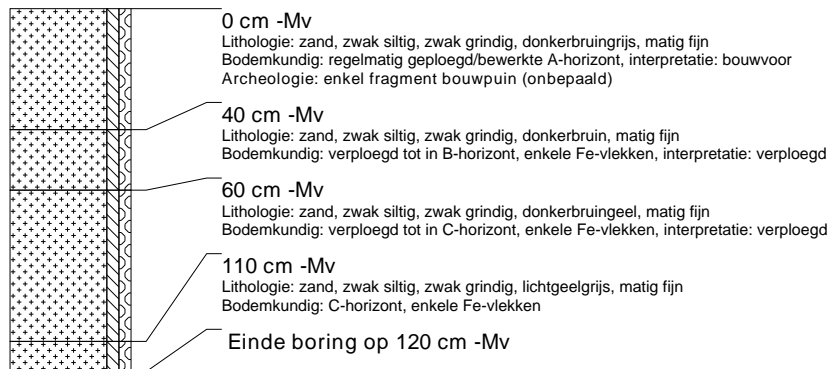 0 cm -Mv
Lithologie: zand, zwak siltig, zwak grindig, donkerbruingrijs, matig fijn
Bodemkundig: regelmatig geploegd/bewerkte A-horizont, interpretatie: bouwvoor
Archeologie: enkel fragment bouwpuin (onbepaald)
40 cm -Mv
Lithologie: zand, zwak siltig, zwak grindig, donkerbruin, matig fijn
Bodemkundig: verploegd tot in B-horizont, enkele Fe-vlekken, interpretatie: verploegd
60 cm -Mv
Lithologie: zand, zwak siltig, zwak grindig, donkerbruingeel, matig fijn
Bodemkundig: verploegd tot in C-horizont, enkele Fe-vlekken, interpretatie: verploegd
110 cm -Mv
Lithologie: zand, zwak siltig, zwak grindig, lichtgeelgrijs, matig fijn
Bodemkundig: C-horizont, enkele Fe-vlekken
Einde boring op 120 cm -Mv